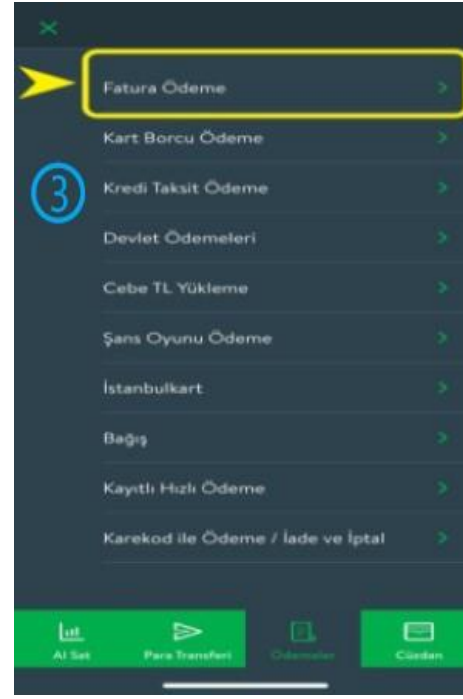 Fatura Ödeme
Kart Borcu Ödeme
3
Kredi Taksit Ödeme
Devlet Ödemeleri
Cebe TL Yükleme
Şans Oyunu Ödeme
İstanbulkart
Bağış
Kayıtlı Hızlı Ödeme
Karekod ile Ödeme / İade ve İptal
Al Sat
Para Transferi
Ödemeler
Cüzdan